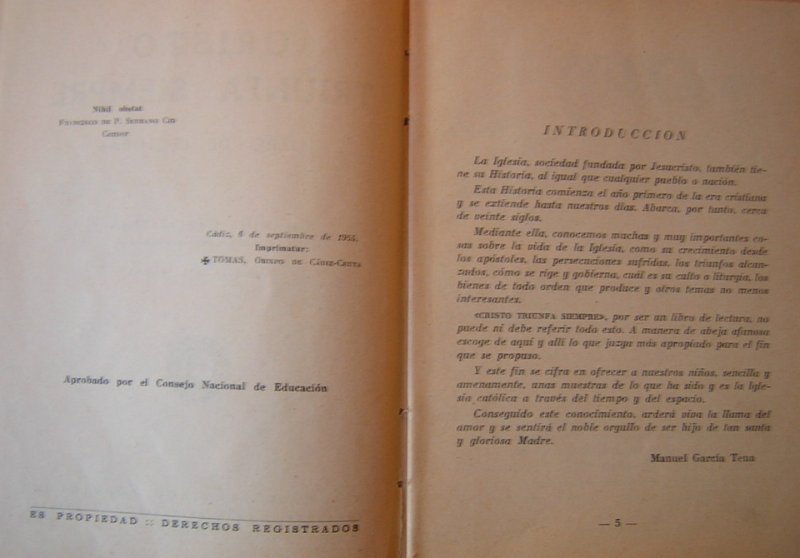 Nihil obstat
FRANCISCO DE P. SERRANO GIL
Censor
Cádiz, 8 de septiembre de 1955.
Imprimatur:
✠ TOMAS, OBISPO DE CÁDIZ-CEUTA
Aprobado por el Consejo Nacional de Educación
ES PROPIEDAD :: DERECHOS REGISTRADOS
INTRODUCCION
La Iglesia, sociedad fundada por Jesucristo, también tie-
ne su Historia, al igual que cualquier pueblo o nación.
Esta Historia comienza el año primero de la era cristiana
y se extiende hasta nuestros días. Abarca, por tanto, cerca
de veinte siglos.
Mediante ella, conocemos muchas y muy importantes co-
sas sobre la vida de la Iglesia, como su crecimiento desde
los apóstoles, las persecuciones sufridas, los triunfos alcan-
zados, cómo se rige y gobierna, cuál es su culto o liturgia, los
bienes de todo orden que produce y otros temas no menos
interesantes.
«CRISTO TRIUNFA SIEMPRE», por ser un libro de lectura, no
puede ni debe referir todo esto. A manera de abeja afanosa
escoge de aquí y allí lo que juzga más apropiado para el fin
que se propuso.
Y este fin se cifra en ofrecer a nuestros niños, sencilla y
amenamente, unas muestras de lo que ha sido y es la Igle-
sia católica a través del tiempo y del espacio.
Conseguido este conocimiento, arderá viva la llama del
amor y se sentirá el noble orgullo de ser hijo de tan santa
y gloriosa Madre.
Manuel García Tena
— 5 —